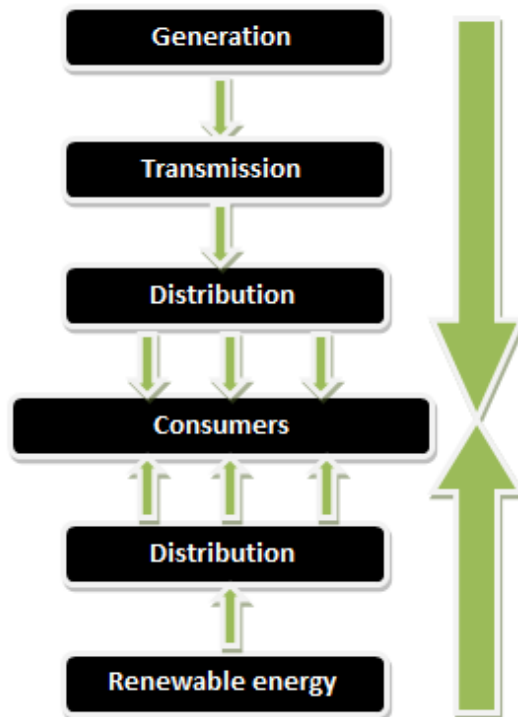 Generation
Transmission
Distribution
Consumers
Distribution
Renewable energy